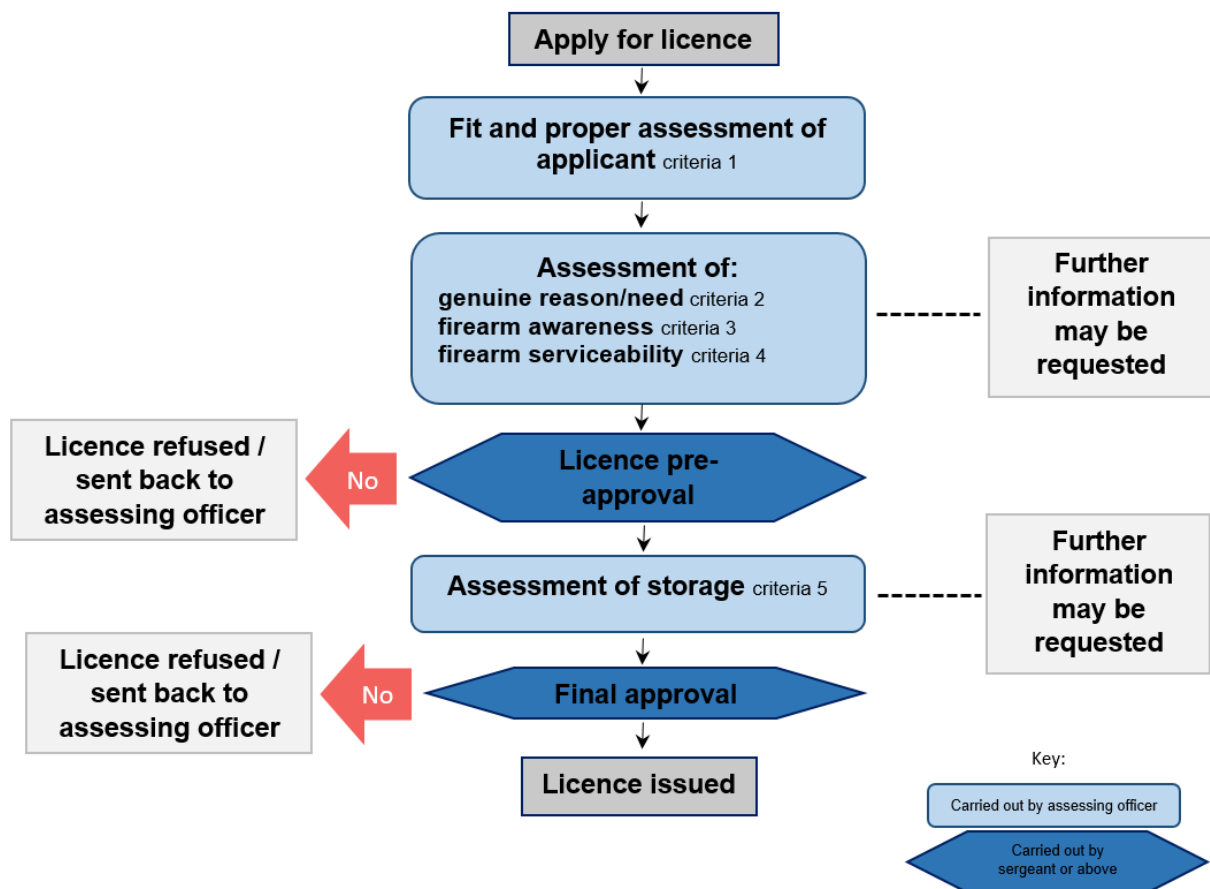 Apply for licence
Fit and proper assessment of
applicant criteria 1
Assessment of:
genuine reason/need criteria 2
firearm awareness criteria 3
firearm serviceability criteria 4
Further
information
may be
requested
Licence refused /
sent back to
assessing officer
No
Licence pre-
approval
Assessment of storage criteria 5
Further
information
may be
requested
Licence refused /
sent back to
assessing officer
No
Final approval
Licence issued
Key:
Carried out by assessing officer
Carried out by
sergeant or above